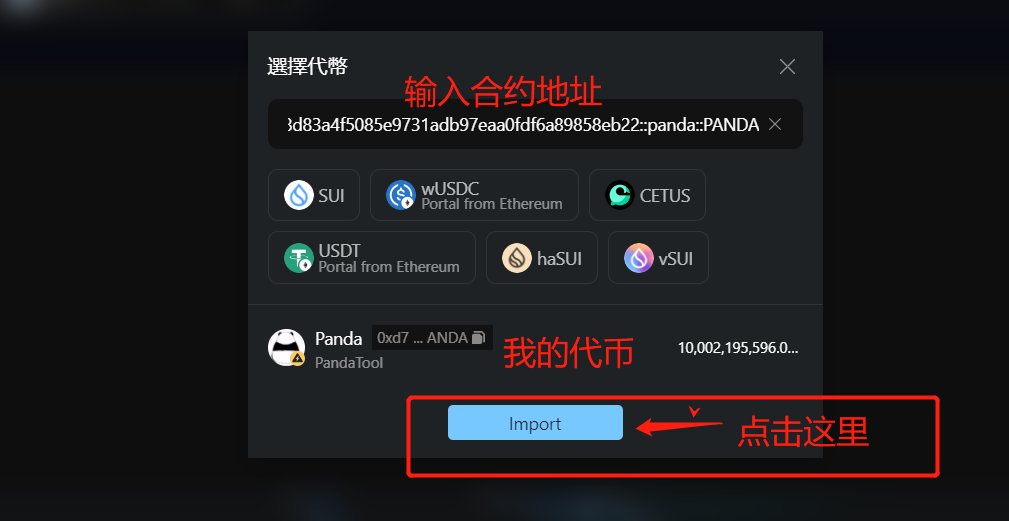 選擇代幣
输入合约地址
3d83a4f5085e9731adb97eaa0fdf6a89858eb22::panda::PANDA
SUI
wUSDC
Portal from Ethereum
CETUS
USDT
Portal from Ethereum
haSUI
vSUI
Panda
0xd7 ... ANDA
PandaTool
我的代币
10,002,195,596.0...
Import
点击这里